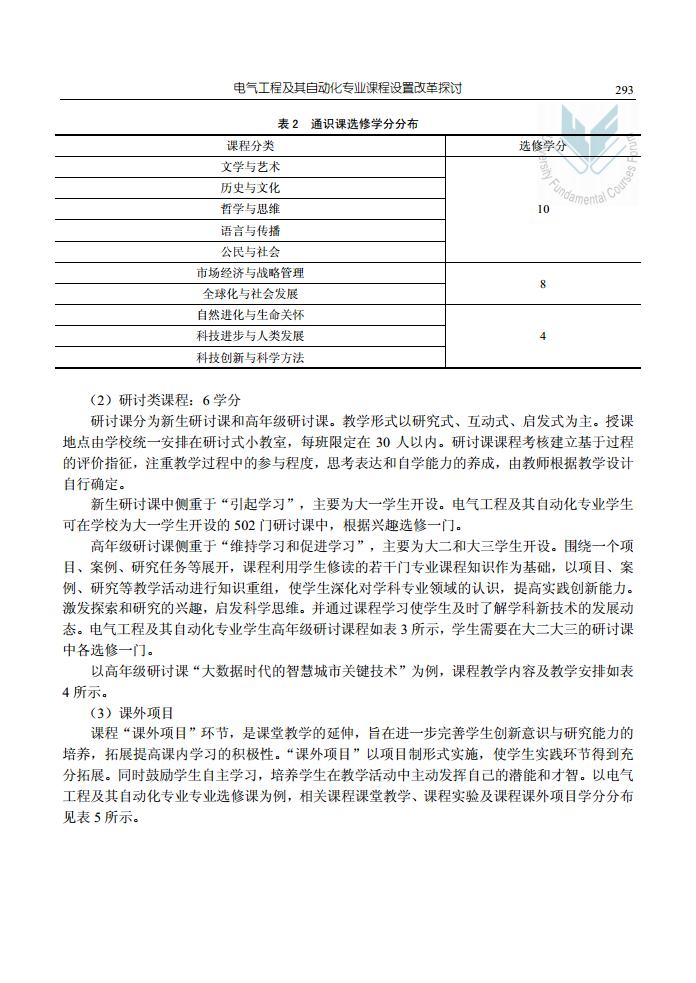 电气工程及其自动化专业课程设置改革探讨
293
表 2 通识课选修学分分布
课程分类 选修学分
文学与艺术
历史与文化
哲学与思维 10
语言与传播
公民与社会
市场经济与战略管理
8
全球化与社会发展
自然进化与生命关怀
科技进步与人类发展 4
科技创新与科学方法
University Fundamental Courses Forum
（2）研讨类课程：6 学分
研讨课分为新生研讨课和高年级研讨课。教学形式以研究式、互动式、启发式为主。授课
地点由学校统一安排在研讨式小教室，每班限定在 30 人以内。研讨课课程考核建立基于过程
的评价指征，注重教学过程中的参与程度，思考表达和自学能力的养成，由教师根据教学设计
自行确定。
新生研讨课中侧重于“引起学习”，主要为大一学生开设。电气工程及其自动化专业学生
可在学校为大一学生开设的 502 门研讨课中，根据兴趣选修一门。
高年级研讨课侧重于“维持学习和促进学习”，主要为大二和大三学生开设。围绕一个项
目、案例、研究任务等展开，课程利用学生修读的若干门专业课程知识作为基础，以项目、案
例、研究等教学活动进行知识重组，使学生深化对学科专业领域的认识，提高实践创新能力。
激发探索和研究的兴趣，启发科学思维。并通过课程学习使学生及时了解学科新技术的发展动
态。电气工程及其自动化专业学生高年级研讨课程如表 3 所示，学生需要在大二大三的研讨课
中各选修一门。
以高年级研讨课“大数据时代的智慧城市关键技术”为例，课程教学内容及教学安排如表
4 所示。
（3）课外项目
课程“课外项目”环节，是课堂教学的延伸，旨在进一步完善学生创新意识与研究能力的
培养，拓展提高课内学习的积极性。“课外项目”以项目制形式实施，使学生实践环节得到充
分拓展。同时鼓励学生自主学习，培养学生在教学活动中主动发挥自己的潜能和才智。以电气
工程及其自动化专业专业选修课为例，相关课程课堂教学、课程实验及课程课外项目学分分布
见表 5 所示。